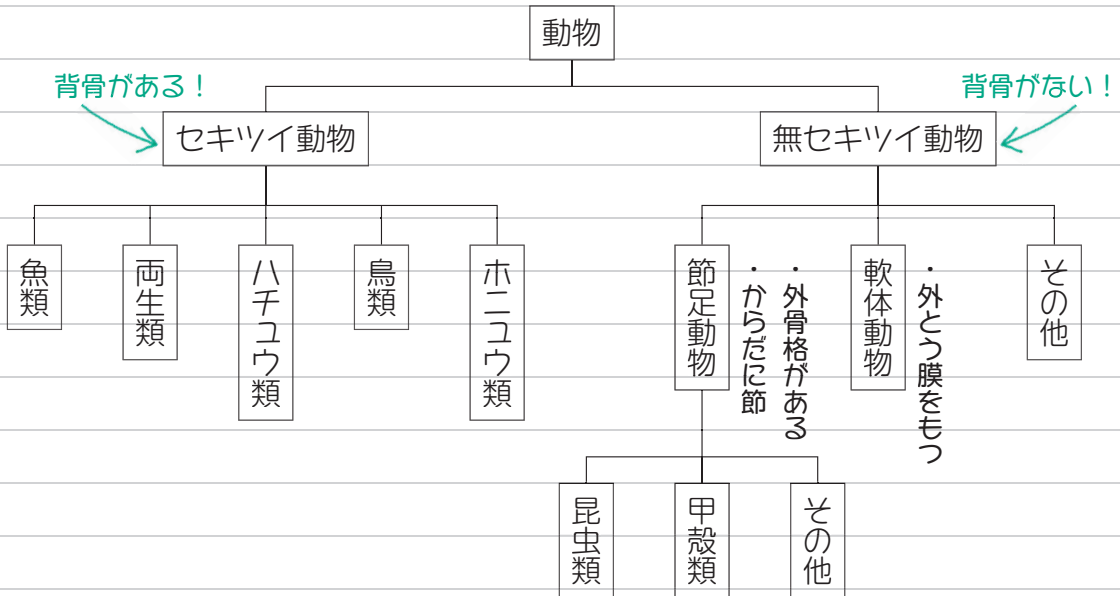 動物
背骨がある！
背骨がない！
セキツイ動物
無セキツイ動物
魚類
両生類
ハチュウ類
鳥類
ホニュウ類
節足動物
・外骨格がある
・からだに節
軟体動物
・外とう膜をもつ
その他
昆虫類
甲殻類
その他